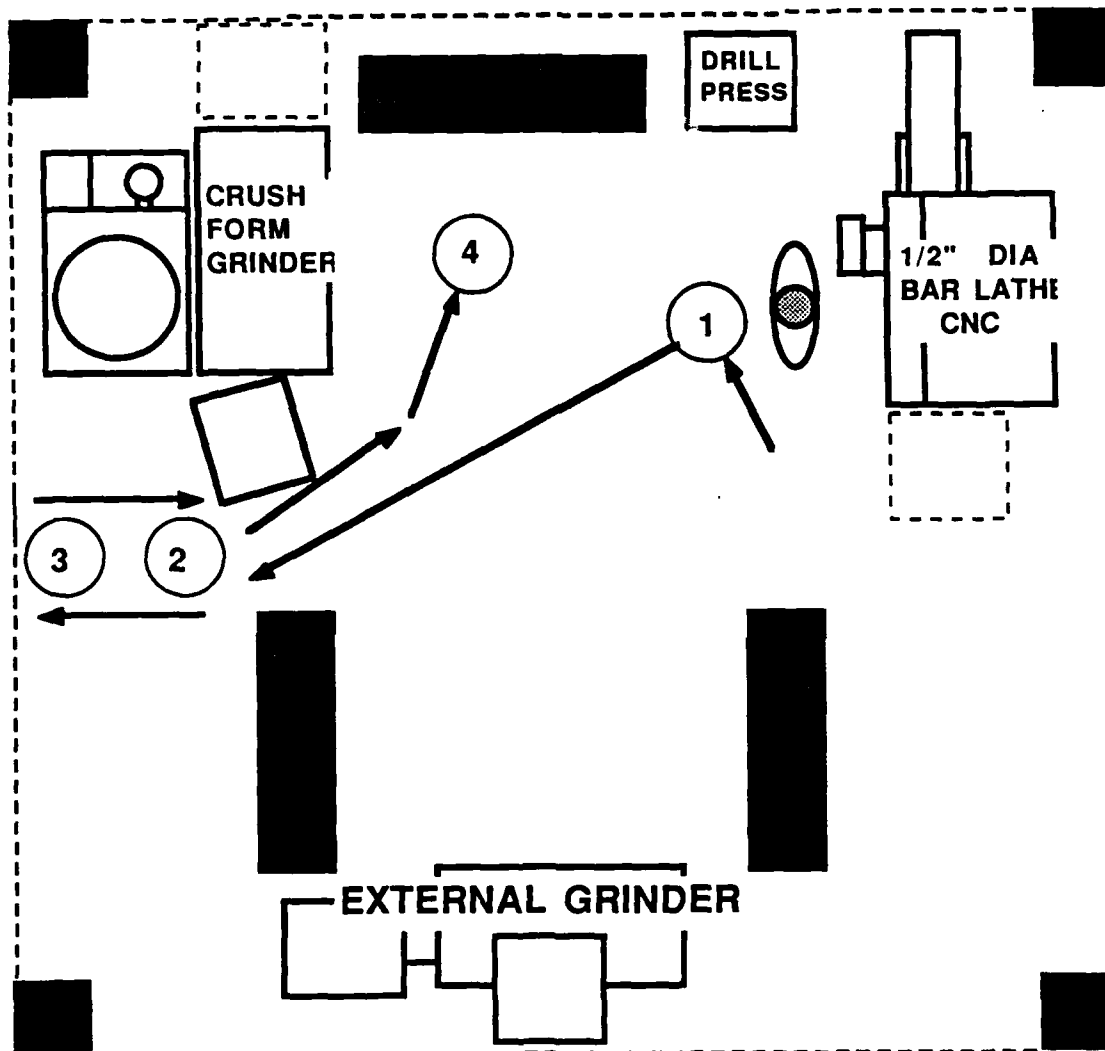 DRILL
PRESS
CRUSH
FORM
GRINDER
4
1/2" DIA
BAR LATHE
CNC
1
3
2
EXTERNAL GRINDER